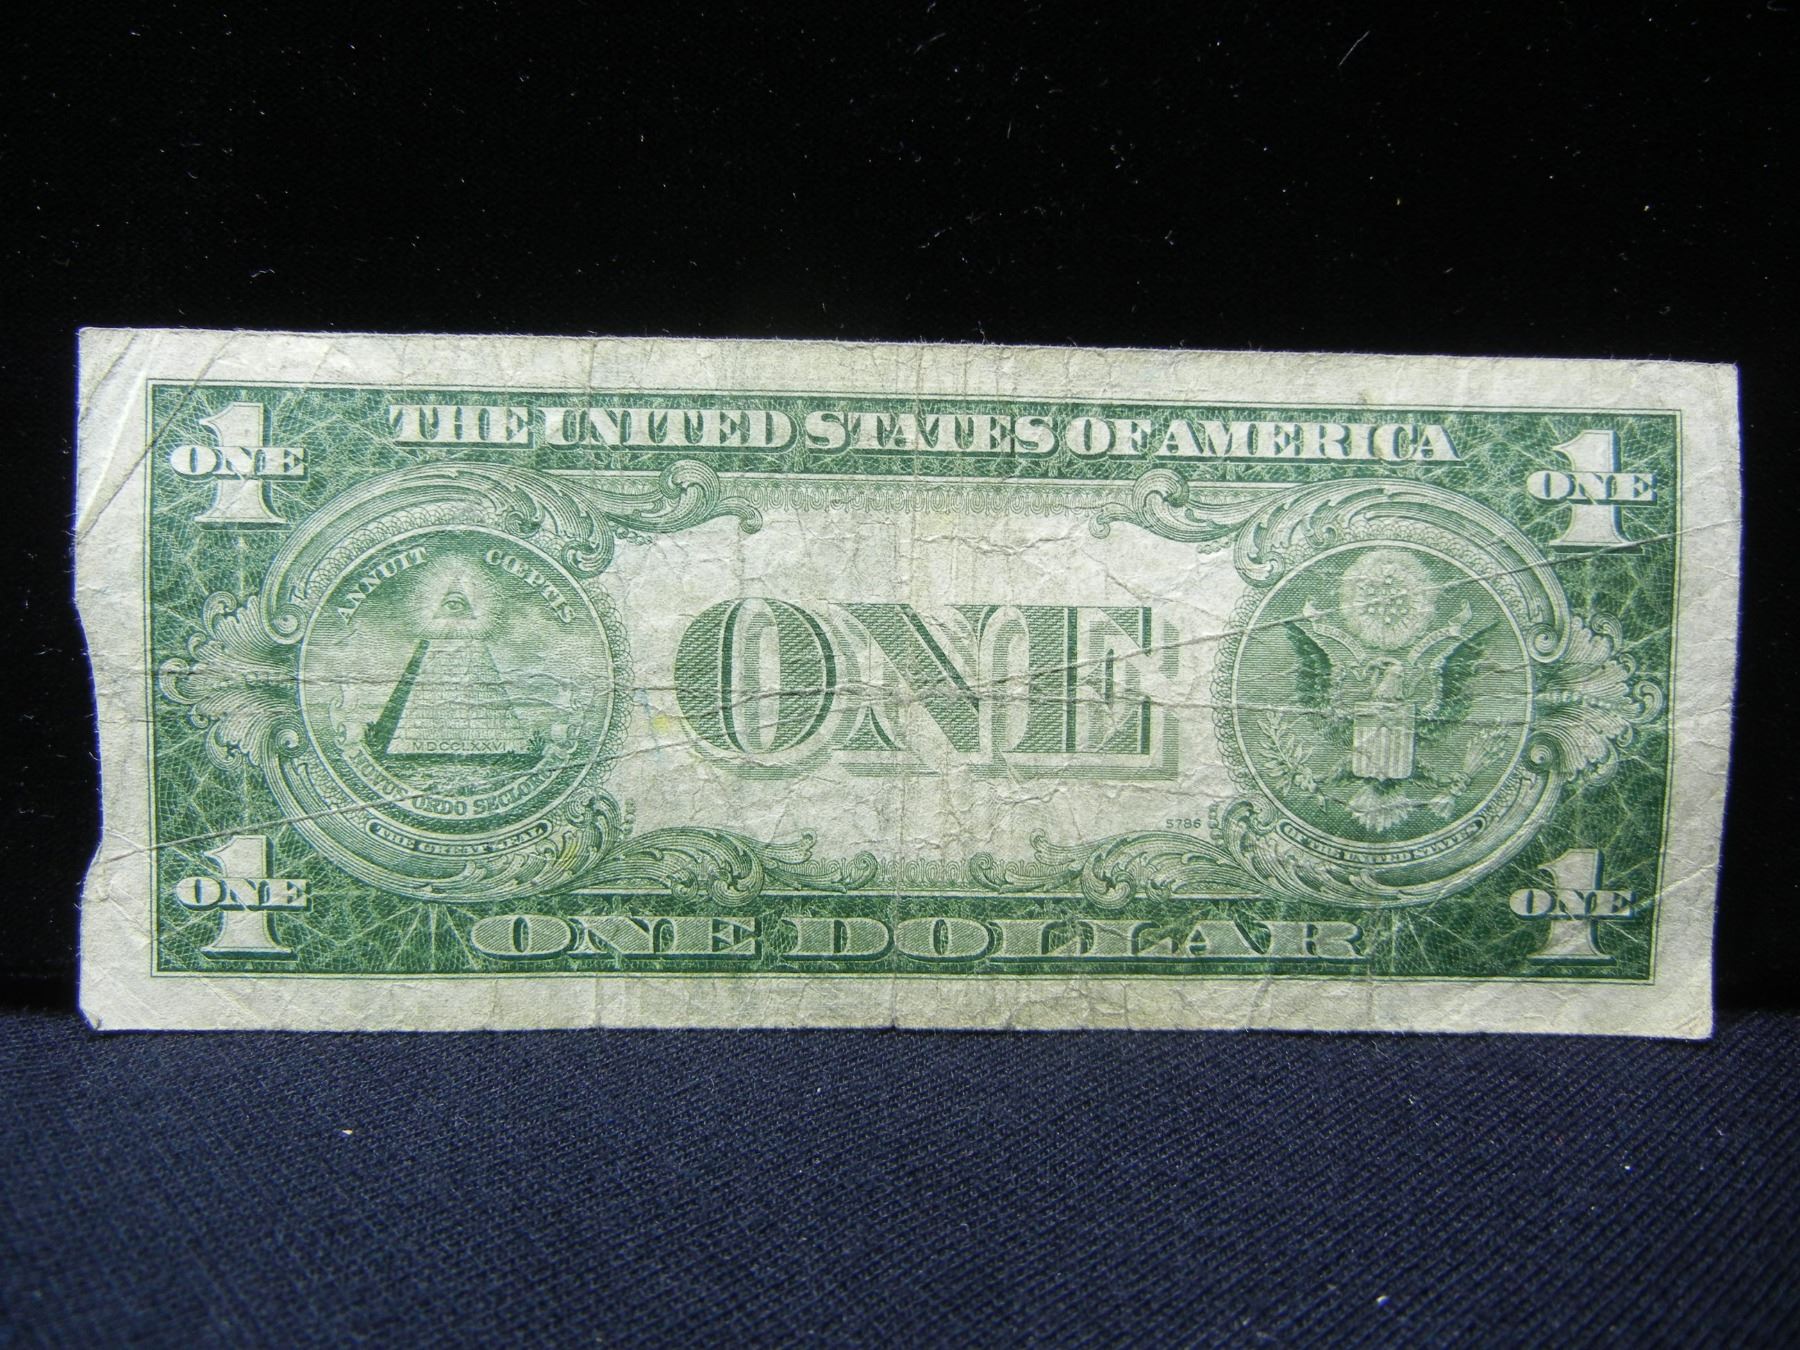 THE UNITED STATES OF AMERICA
1
ONE
1
ONE
ANNUIT CŒPTIS
MDCCLXXVI
NOVUS ORDO SECLORUM
THE GREAT SEAL
ONE
5786
OF THE UNITED STATES
1
ONE
1
ONE
ONE DOLLAR